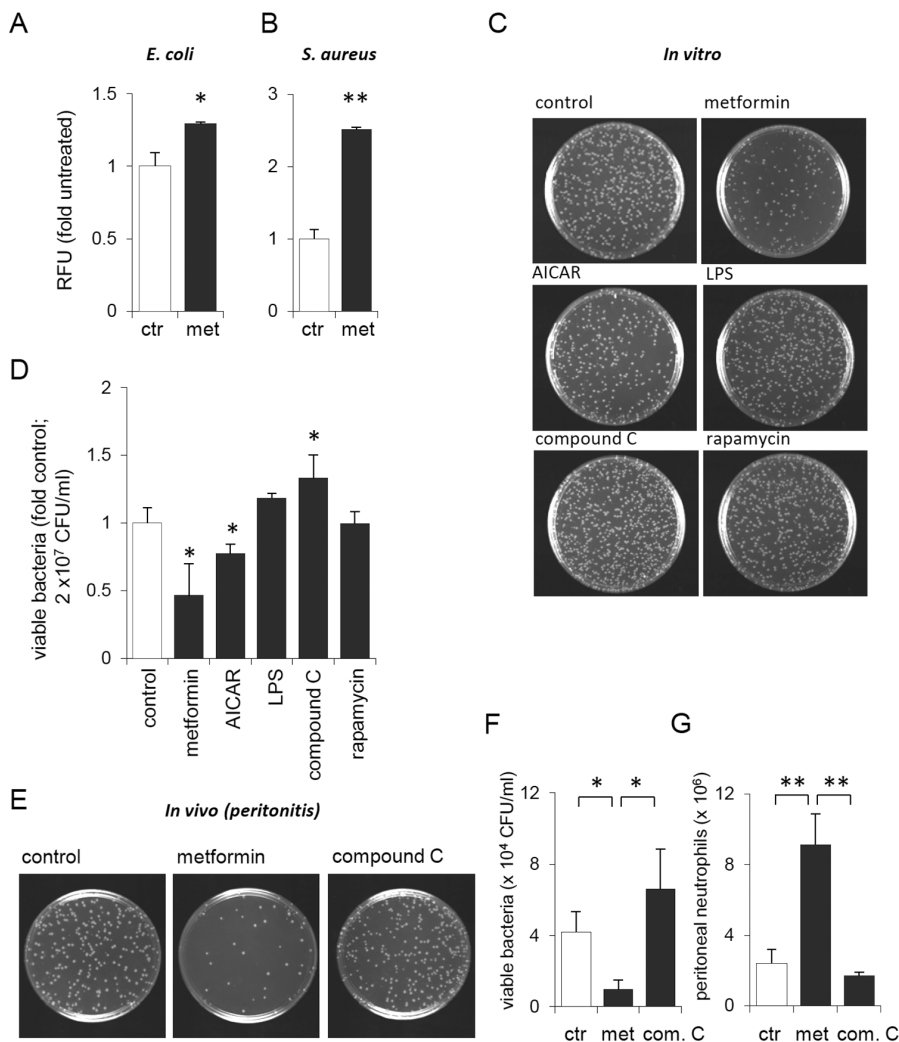 A
B
C
E. coli
S. aureus
In vitro
RFU (fold untreated)
1.5
1
0.5
0
*
ctr
met
3
2
1
0
**
ctr
met
control
metformin
AICAR
LPS
compound C
rapamycin
D
viable bacteria (fold control;
2 x10⁷ CFU/ml)
2
1.5
1
0.5
0
*
*
*
control
metformin
AICAR
LPS
compound C
rapamycin
E
In vivo (peritonitis)
control
metformin
compound C
F
viable bacteria (x 10⁴ CFU/ml)
12
8
4
0
*
*
ctr
met
com. C
G
peritoneal neutrophils (x 10⁶)
12
8
4
0
**
**
ctr
met
com. C